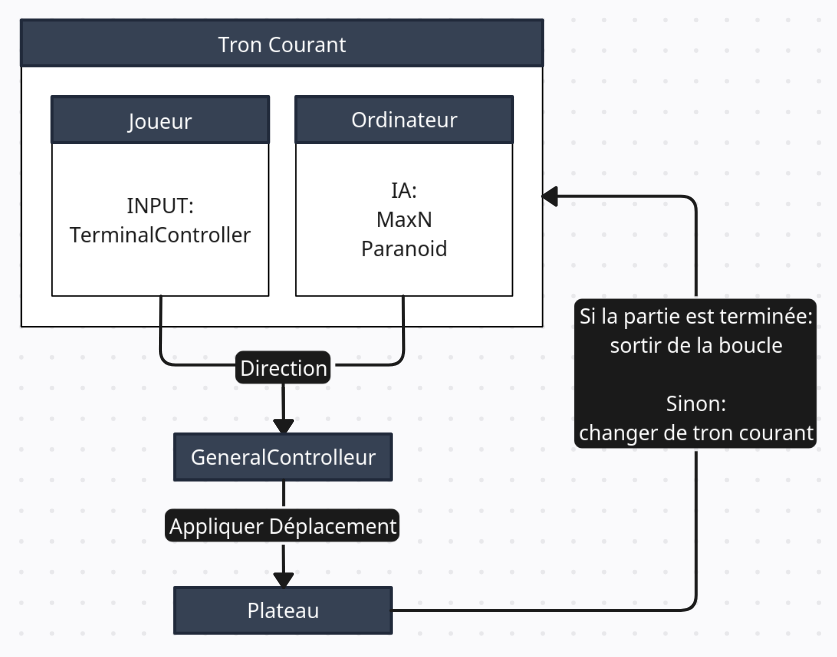 Tron Courant
Joueur
Ordinateur
INPUT:
TerminalController
IA:
MaxN
Paranoid
Si la partie est terminée:
sortir de la boucle
Sinon:
changer de tron courant
Direction
GeneralControlleur
Appliquer Déplacement
Plateau